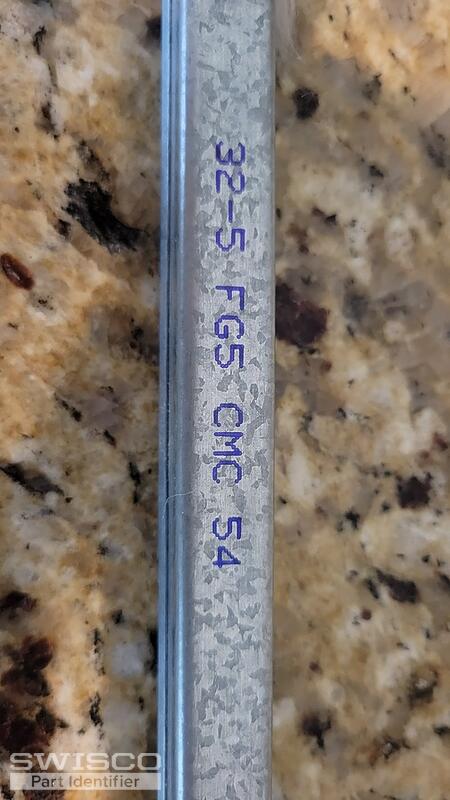 32-5 FG5 CMC 54
SWISCO
Part Identifier